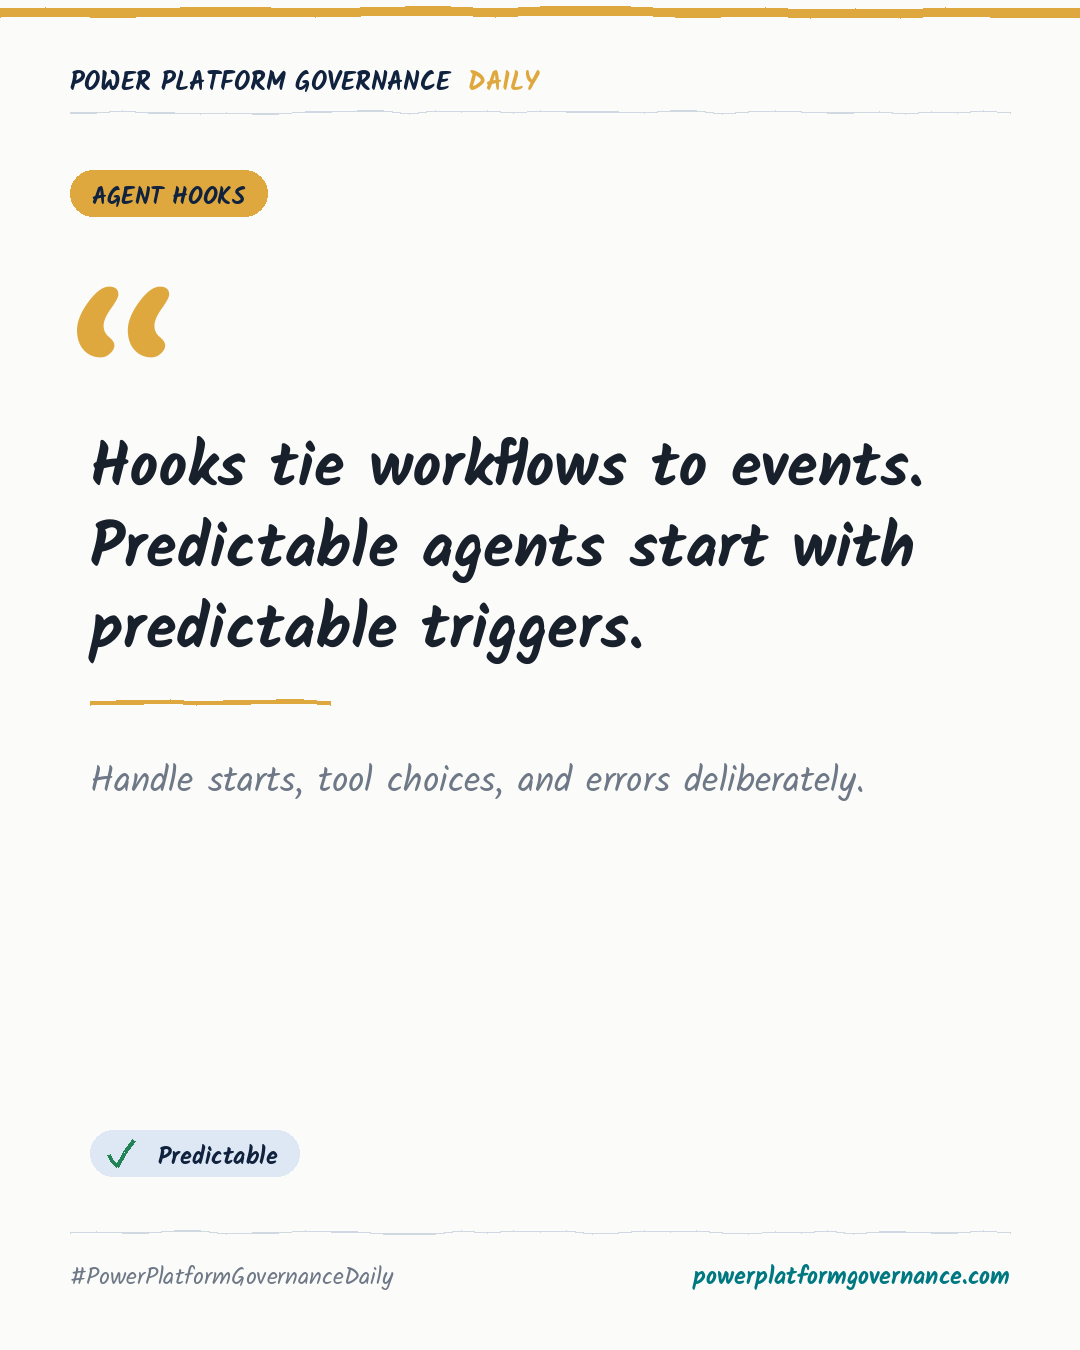 POWER PLATFORM GOVERNANCE DAILY
AGENT HOOKS
“
Hooks tie workflows to events.
Predictable agents start with
predictable triggers.
Handle starts, tool choices, and errors deliberately.
✓ Predictable
#PowerPlatformGovernanceDaily
powerplatformgovernance.com